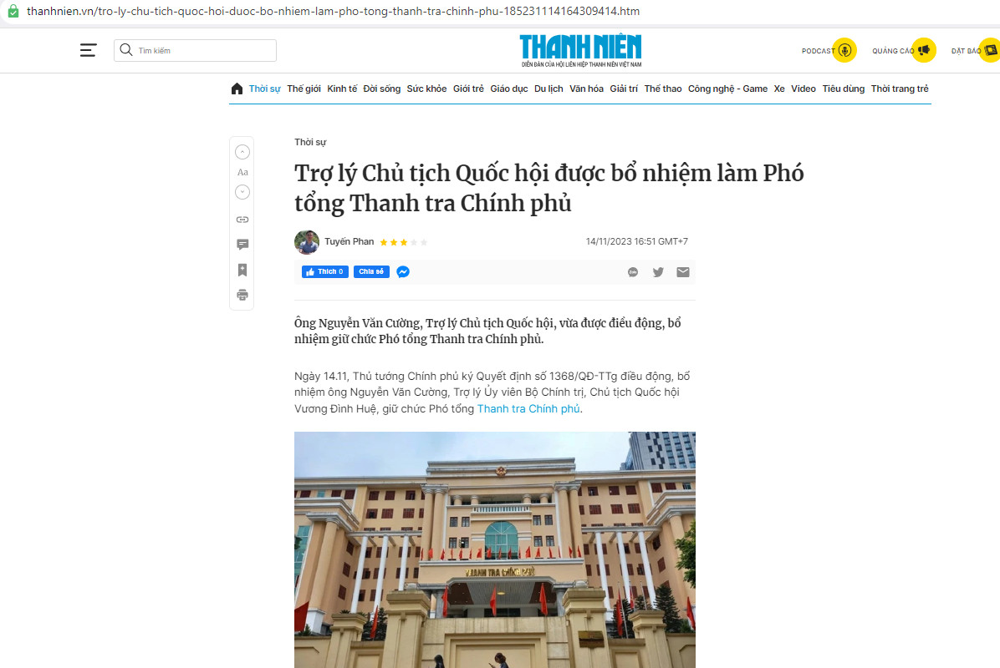 thanhnien.vn/tro-ly-chu-tich-quoc-hoi-duoc-bo-nhiem-lam-pho-tong-thanh-tra-chinh-phu-185231114164309414.htm
Tìm kiếm
THANH NIÊN
DIỄN ĐÀN CỦA HỘI LIÊN HIỆP THANH NIÊN VIỆT NAM
PODCAST
QUẢNG CÁO
ĐẶT BÁO
Thời sự Thế giới Kinh tế Đời sống Sức khỏe Giới trẻ Giáo dục Du lịch Văn hóa Giải trí Thể thao Công nghệ - Game Xe Video Tiêu dùng Thời trang trẻ
Aa
Thời sự
Trợ lý Chủ tịch Quốc hội được bổ nhiệm làm Phó
tổng Thanh tra Chính phủ
Tuyến Phan
14/11/2023 16:51 GMT+7
Thích 0
Chia sẻ
Zalo
Ông Nguyễn Văn Cường, Trợ lý Chủ tịch Quốc hội, vừa được điều động, bổ
nhiệm giữ chức Phó tổng Thanh tra Chính phủ.
Ngày 14.11, Thủ tướng Chính phủ ký Quyết định số 1368/QĐ-TTg điều động, bổ
nhiệm ông Nguyễn Văn Cường, Trợ lý Ủy viên Bộ Chính trị, Chủ tịch Quốc hội
Vương Đình Huệ, giữ chức Phó tổng Thanh tra Chính phủ.
THANH TRA CHÍNH PHỦ